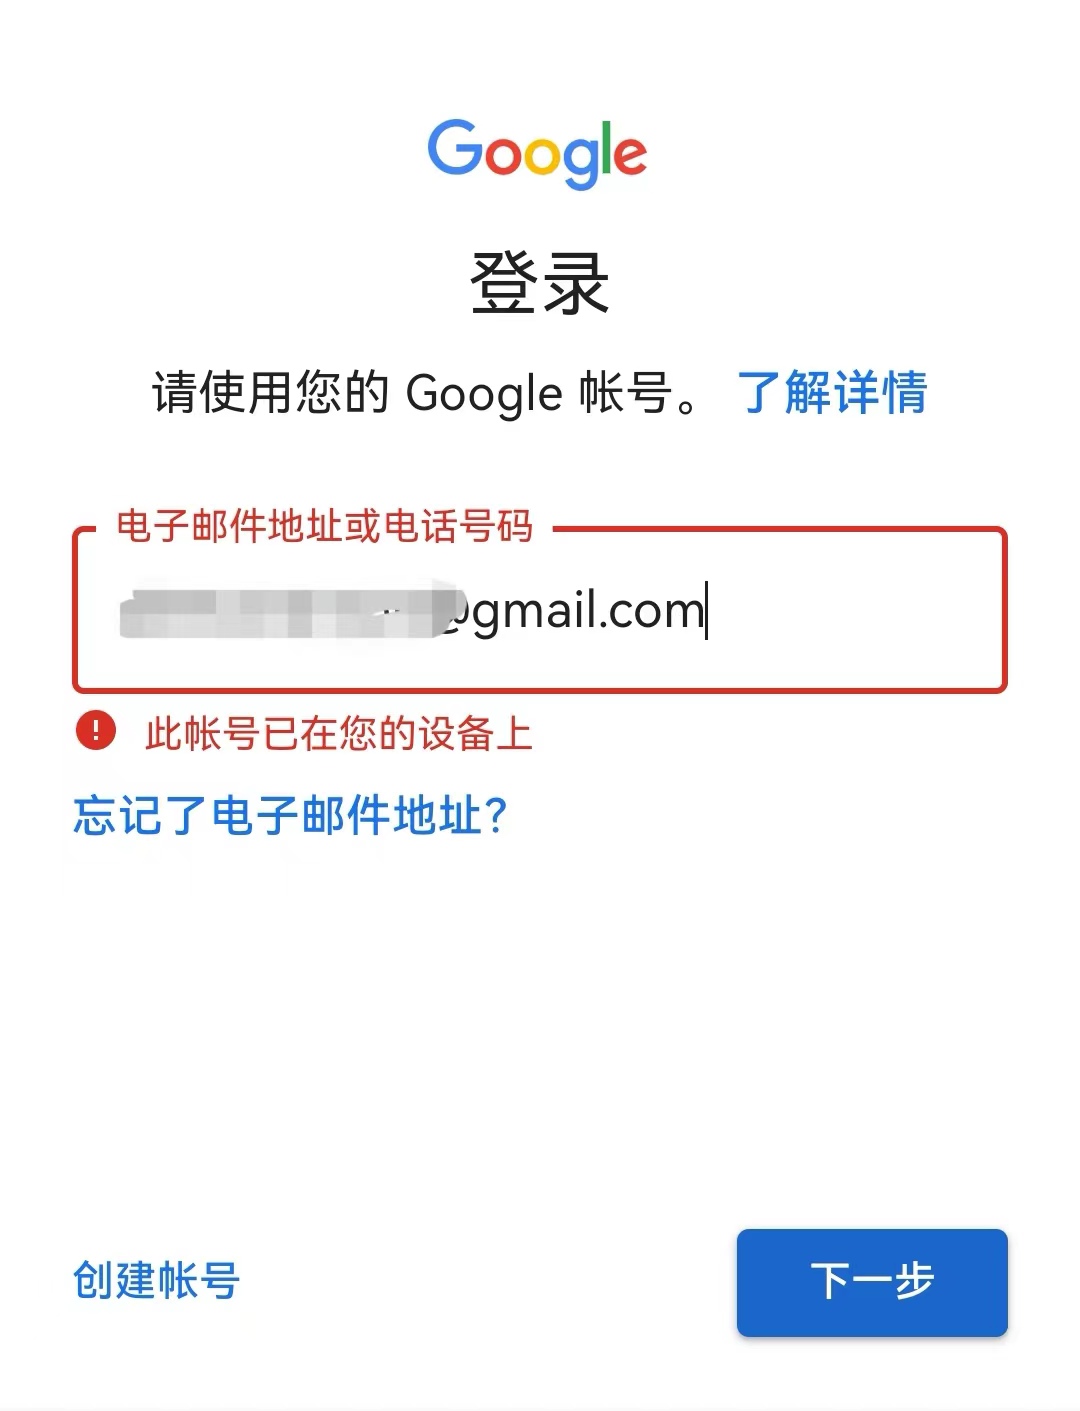 Google
登录
请使用您的 Google 帐号。 了解详情
电子邮件地址或电话号码
@gmail.com
此帐号已在您的设备上
忘记了电子邮件地址?
创建帐号
下一步